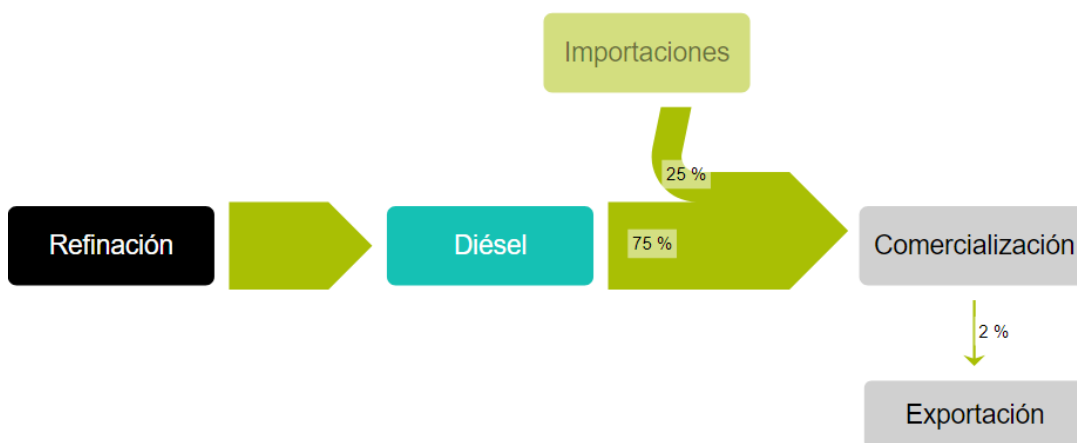 Importaciones
25 %
Refinación
Diésel
75 %
Comercialización
2 %
Exportación